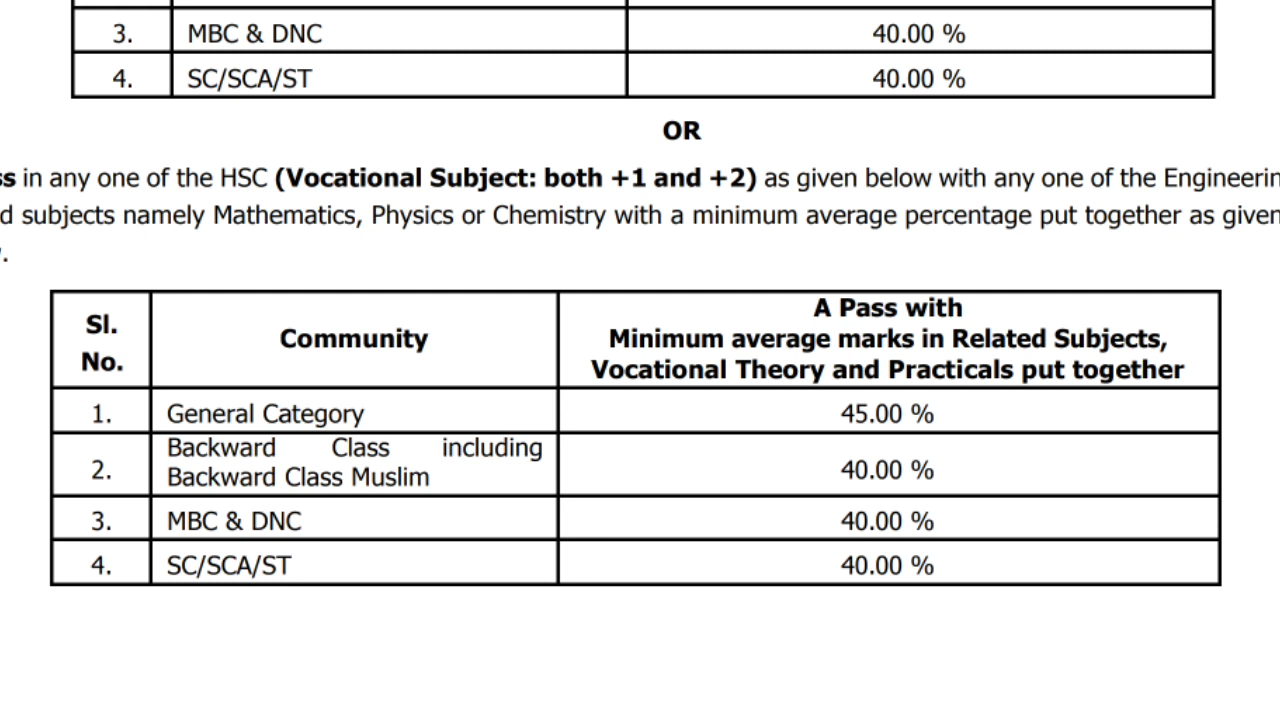 3. MBC & DNC 40.00 %
4. SC/SCA/ST 40.00 %
OR
in any one of the HSC (Vocational Subject: both +1 and +2) as given below with any one of the
subjects namely Mathematics, Physics or Chemistry with a minimum average percentage put together as given
Sl. No. Community A Pass with
Minimum average marks in Related Subjects,
Vocational Theory and Practicals put together
1. General Category 45.00 %
2. Backward Class including 40.00 %
Backward Class Muslim
3. MBC & DNC 40.00 %
4. SC/SCA/ST 40.00 %